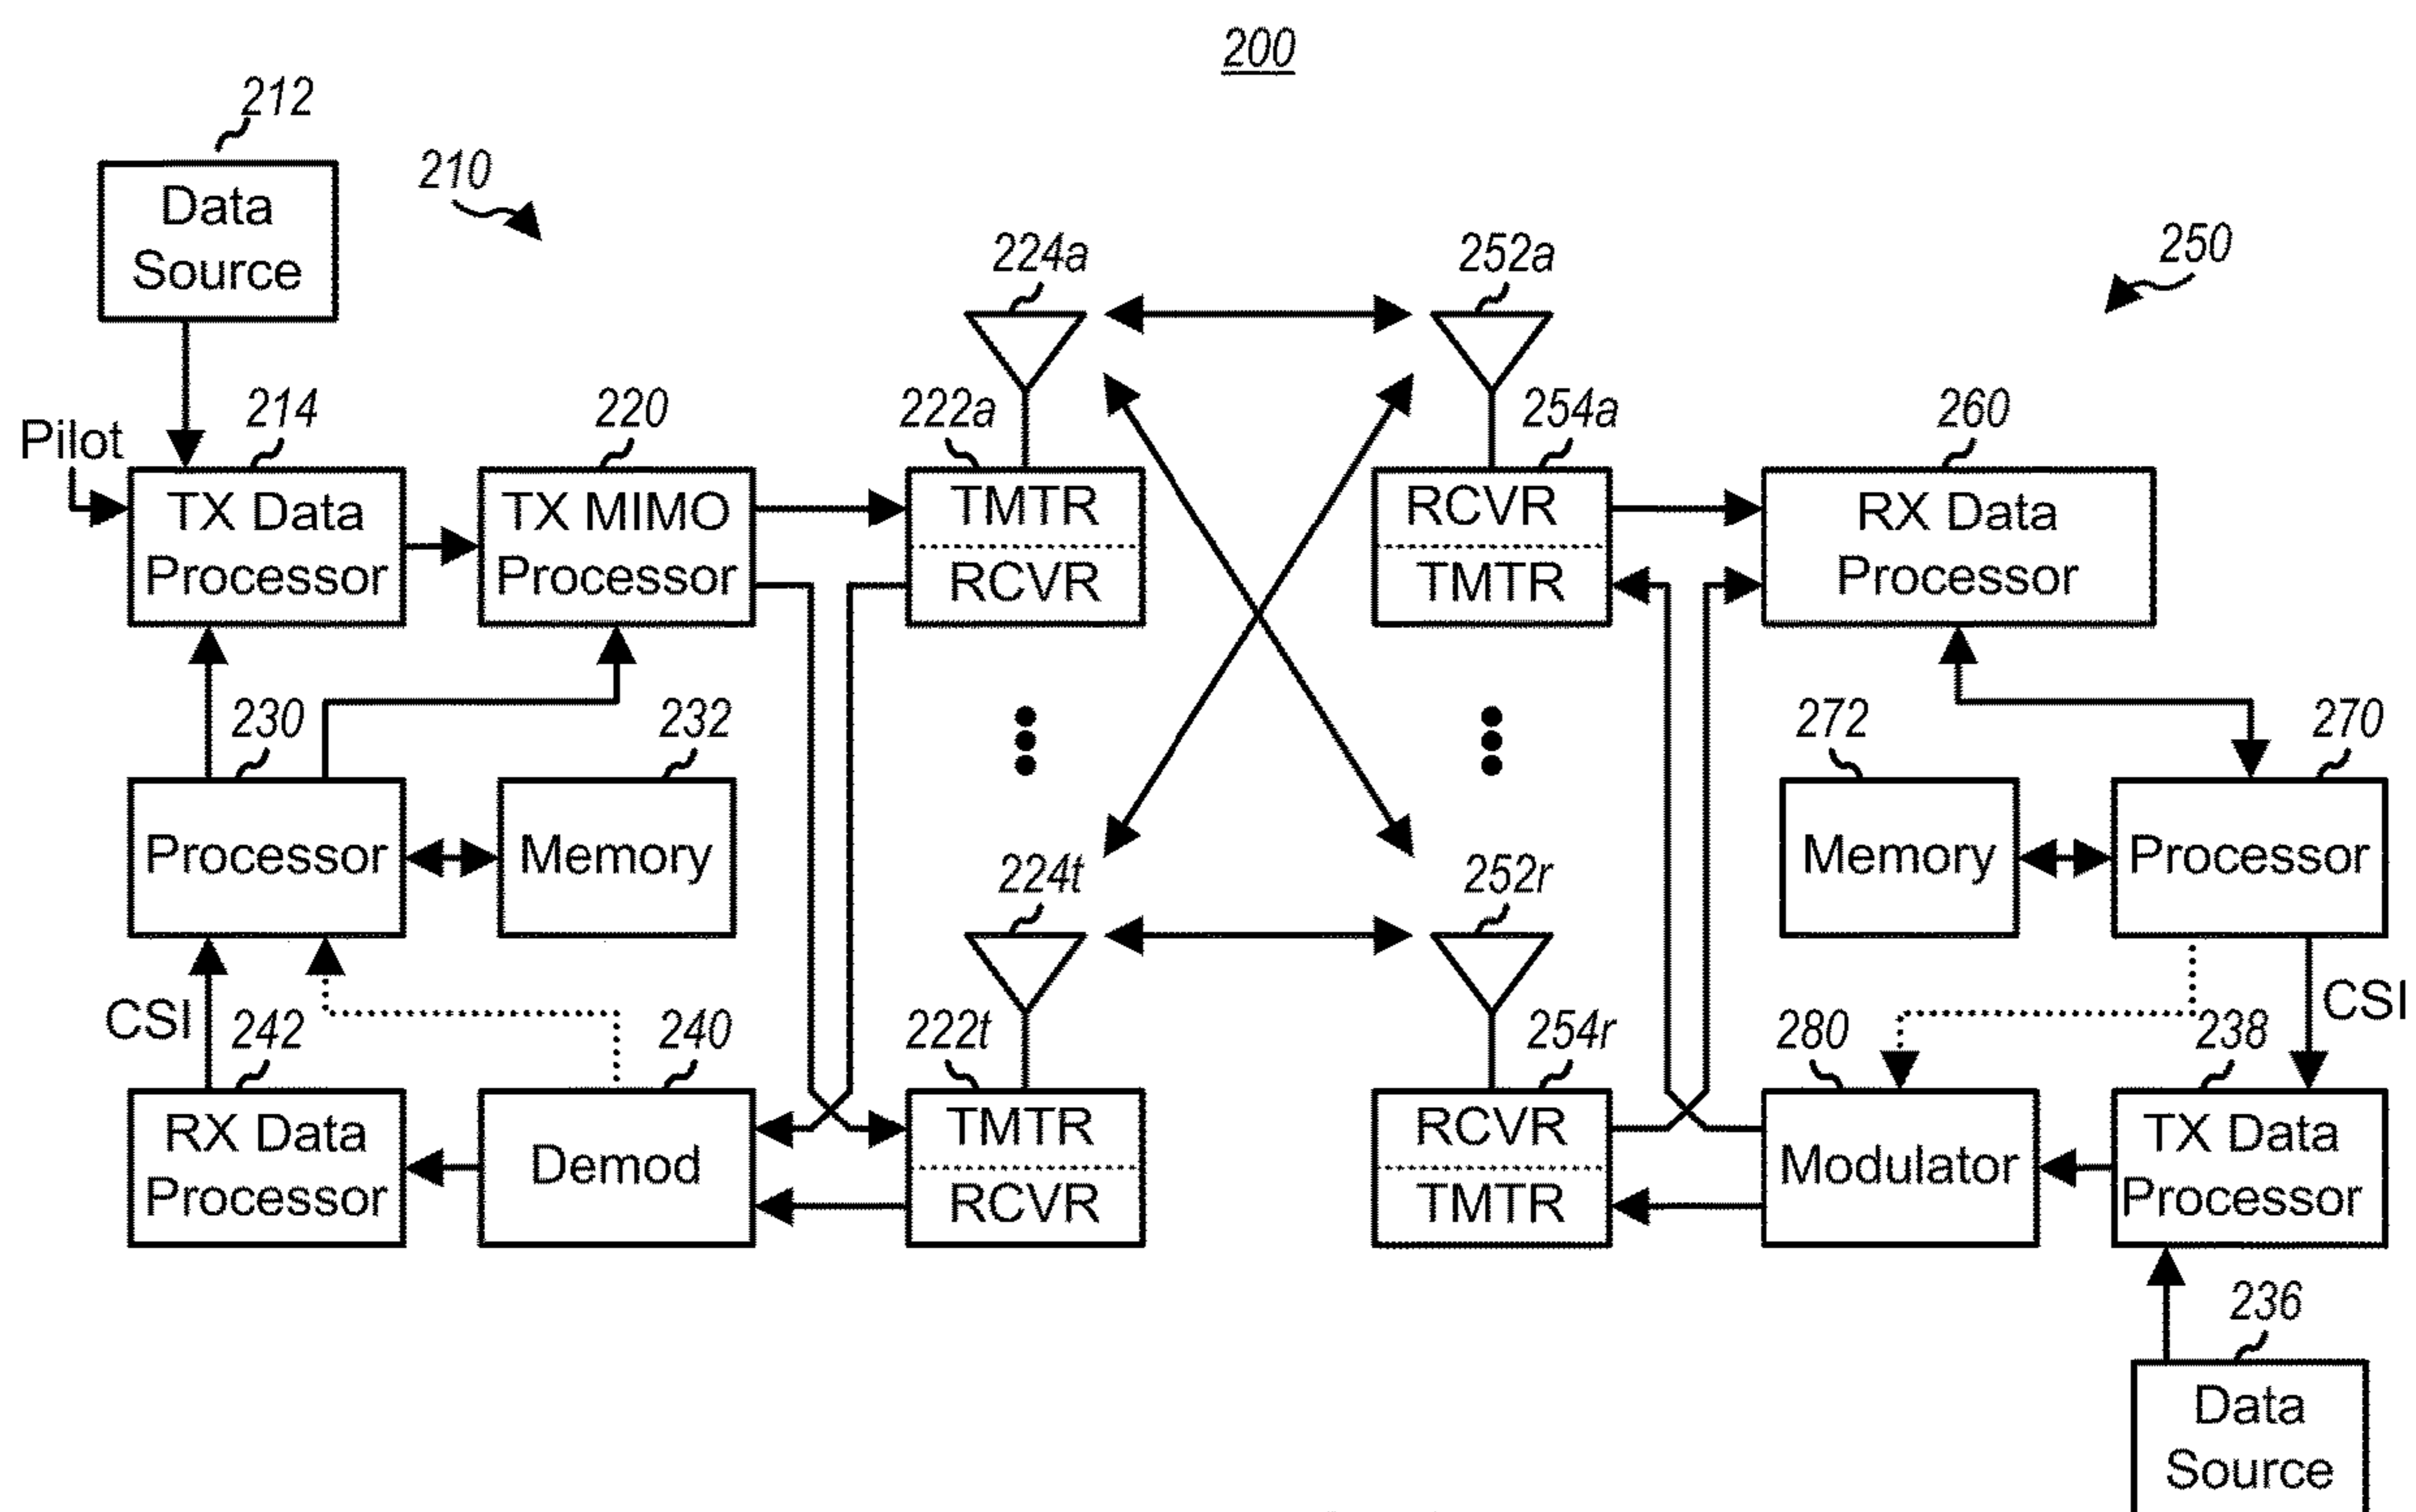 200
212
Data
Source
210
250
224a
252a
Pilot
214
220
222a
254a
260
TX Data
Processor
TX MIMO
Processor
TMTR
RCVR
RCVR
TMTR
RX Data
Processor
230
232
272
270
Processor
Memory
Memory
Processor
224t
252r
CSI
242
240
222t
254r
280
238
CSI
RX Data
Processor
Demod
TMTR
RCVR
RCVR
TMTR
Modulator
TX Data
Processor
236
Data
Source